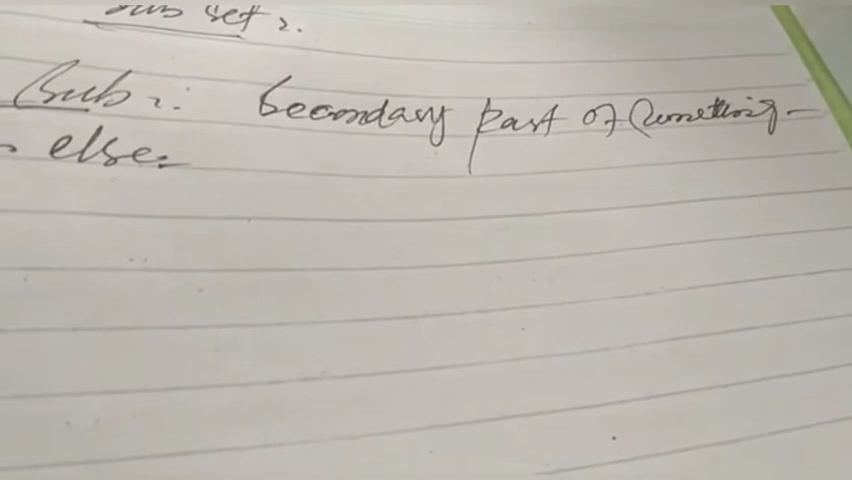 Sub set :.
Sub :. Secondary part of Something -
- else.